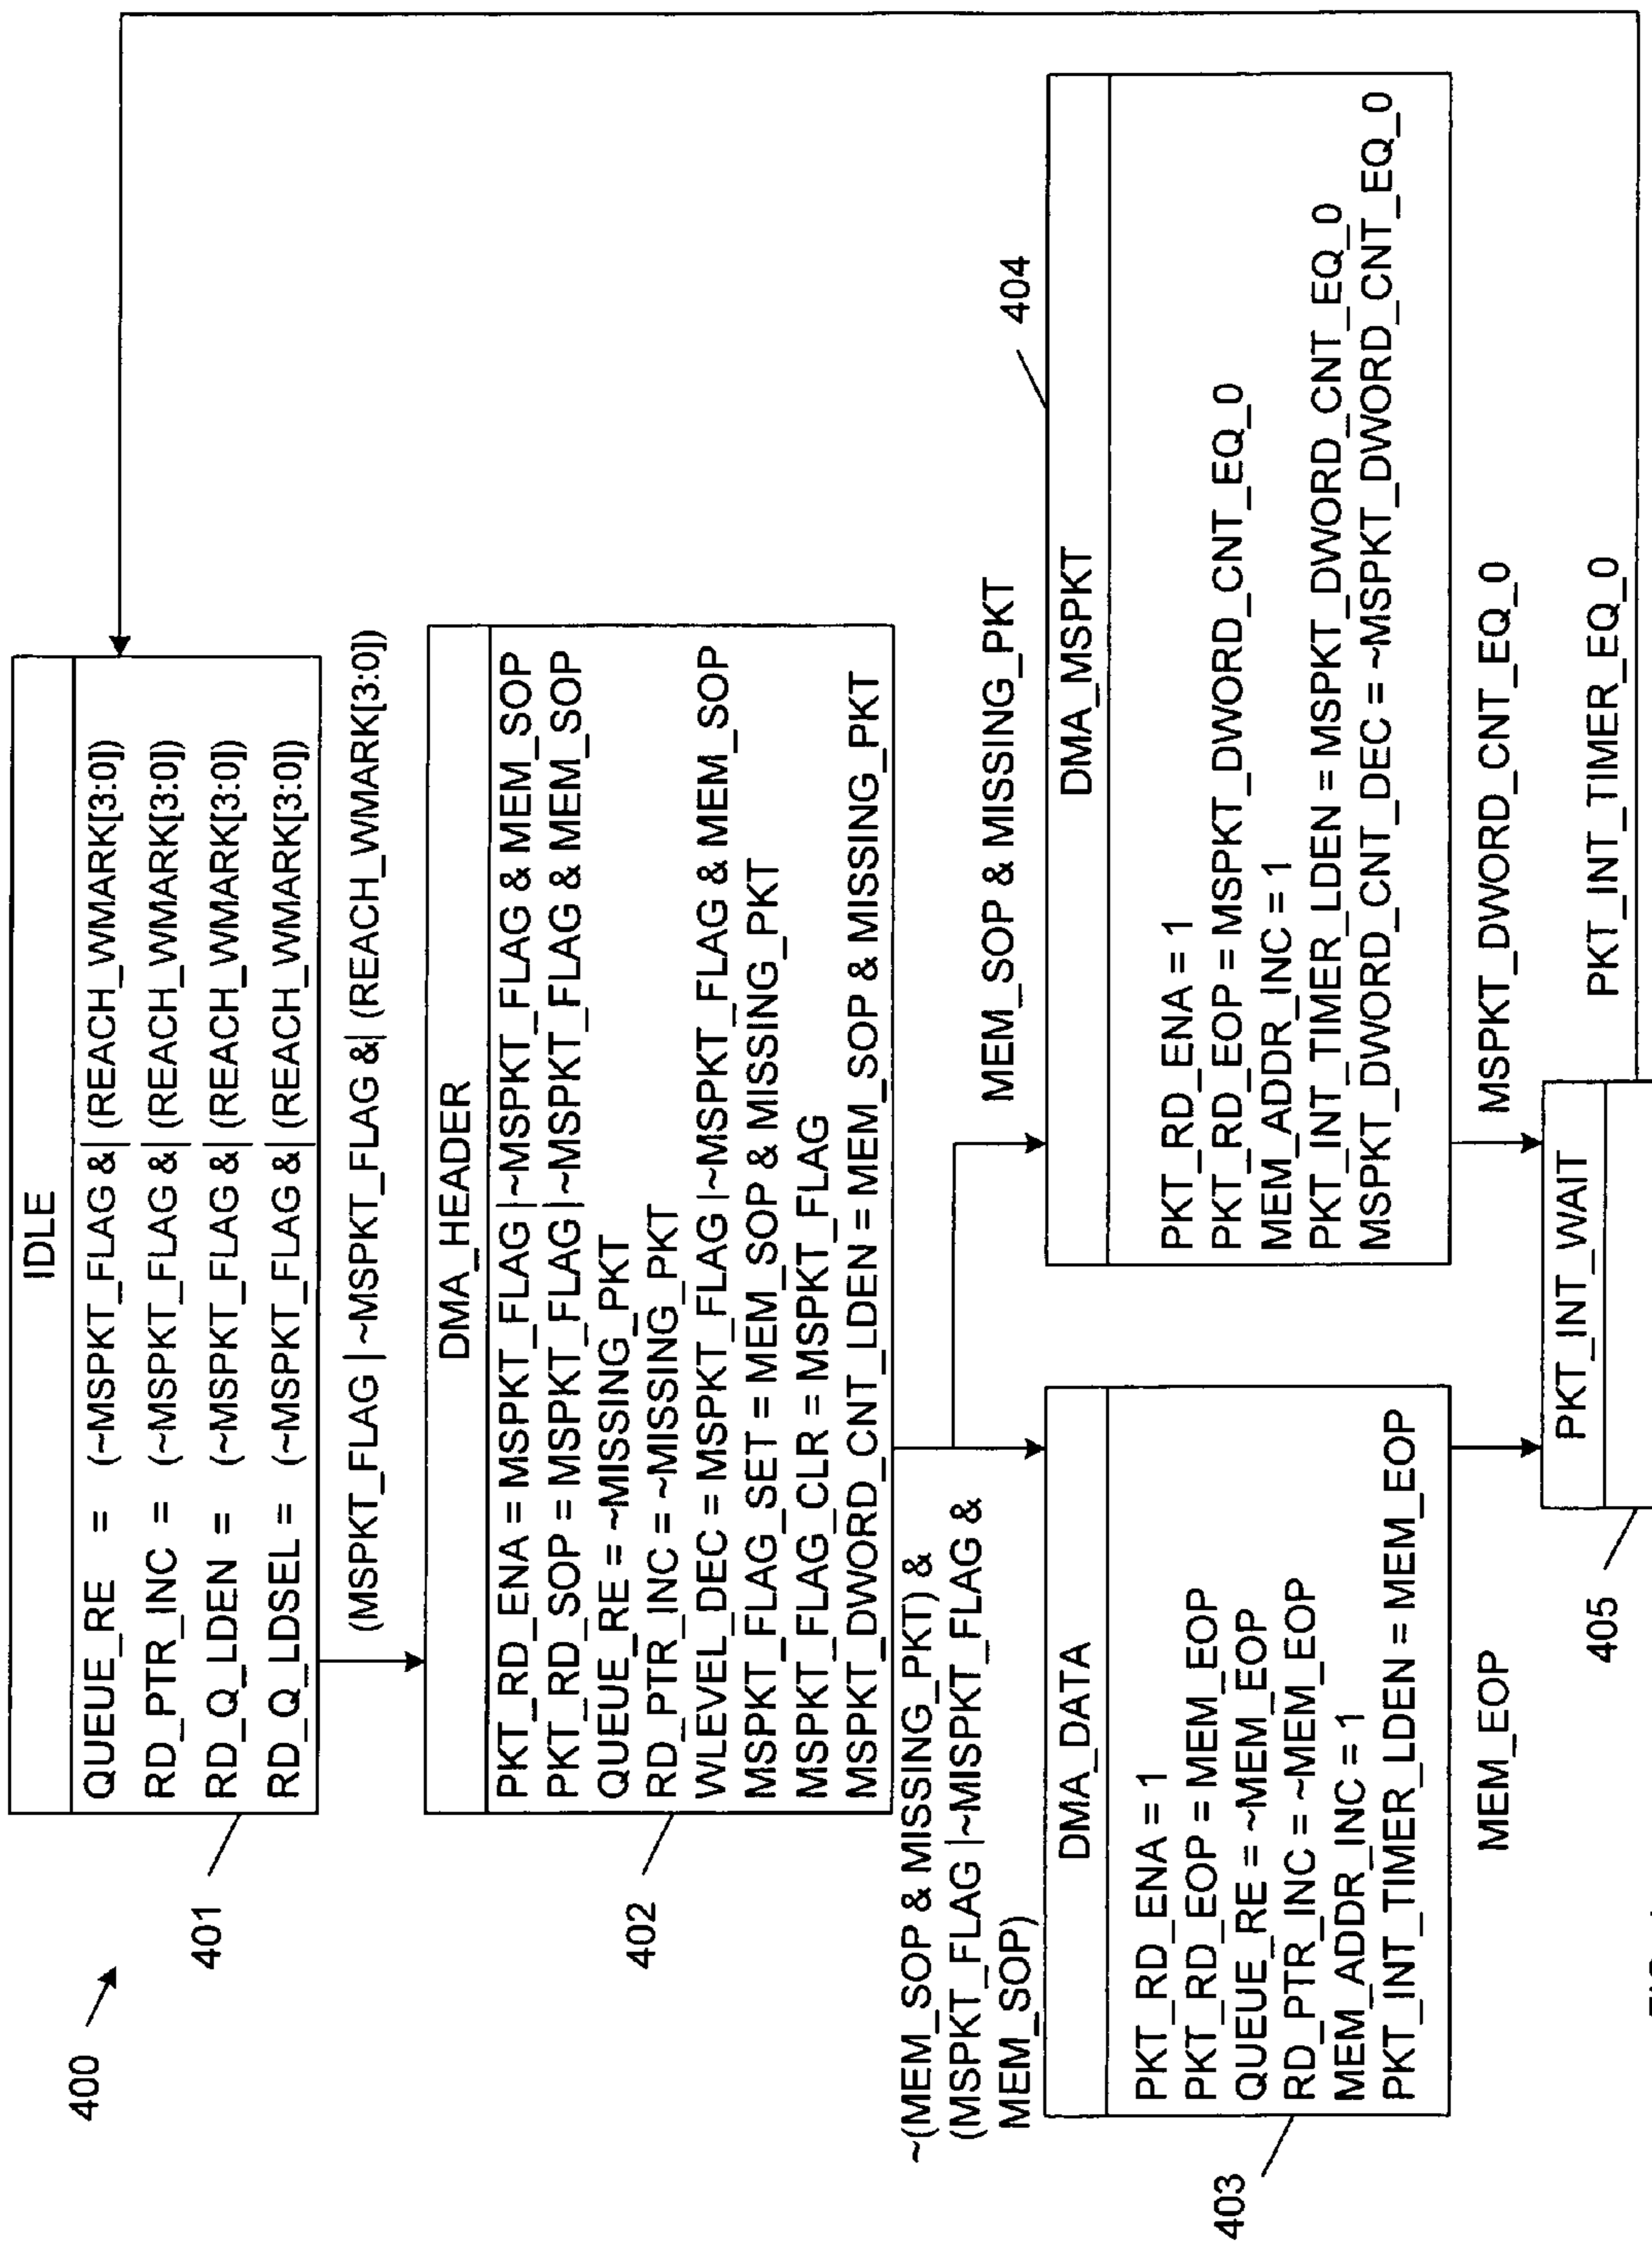 400
IDLE
401
QUEUE_RE = (~MSPKT_FLAG &| (REACH_WMARK[3:0])
RD_PTR_INC = (~MSPKT_FLAG &| (REACH_WMARK[3:0])
RD_Q_LDEN = (~MSPKT_FLAG &| (REACH_WMARK[3:0])
RD_Q_LDSEL = (~MSPKT_FLAG &| (REACH_WMARK[3:0])
(MSPKT_FLAG |~MSPKT_FLAG &| (REACH_WMARK[3:0])
DMA_HEADER
402
PKT_RD_ENA = MSPKT_FLAG |~MSPKT_FLAG & MEM_SOP
PKT_RD_SOP = MSPKT_FLAG |~MSPKT_FLAG & MEM_SOP
QUEUE_RE = ~MISSING_PKT
RD_PTR_INC = ~MISSING_PKT
WLEVEL_DEC = MSPKT_FLAG |~MSPKT_FLAG & MEM_SOP
MSPKT_FLAG_SET = MEM_SOP & MISSING_PKT
MSPKT_FLAG_CLR = MSPKT_FLAG
MSPKT_DWORD_CNT_LDEN = MEM_SOP & MISSING_PKT
~(MEM_SOP & MISSING_PKT) &
(MSPKT_FLAG |~MISPKT_FLAG &
MEM_SOP)
MEM_SOP & MISSING_PKT
403
DMA_DATA
PKT_RD_ENA = 1
PKT_RD_EOP = MEM_EOP
QUEUE_RE = ~MEM_EOP
RD_PTR_INC = ~MEM_EOP
MEM_ADDR_INC = 1
PKT_INT_TIMER_LDEN = MEM_EOP
MEM_EOP
404
DMA_MSPKT
PKT_RD_ENA = 1
PKT_RD_EOP = MSPKT_DWORD_CNT_EQ_0
MEM_ADDR_INC = 1
PKT_INT_TIMER_LDEN = MSPKT_DWORD_CNT_EQ_0
MSPKT_DWORD_CNT_DEC = ~MSPKT_DWORD_CNT_EQ_0
MSPKT_DWORD_CNT_EQ_0
405
PKT_INT_WAIT
PKT_INT_TIMER_EQ_0